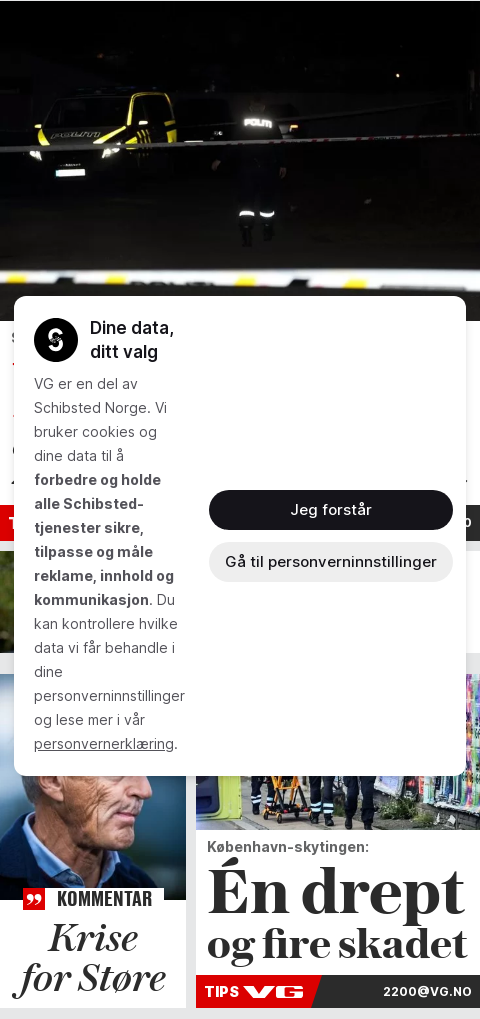 POLITI
POLITI
Dine data,
ditt valg
VG er en del av
Schibsted Norge. Vi
bruker cookies og
dine data til å
forbedre og holde
alle Schibsted-
tjenester sikre,
tilpasse og måle
reklame, innhold og
kommunikasjon. Du
kan kontrollere hvilke
data vi får behandle i
dine
personverninnstillinger
og lese mer i vår
personvernerklæring.
Jeg forstår
Gå til personverninnstillinger
KOMMENTAR
Krise
for Støre
København-skytingen:
Én drept
og fire skadet
TIPS VG 2200@VG.NO